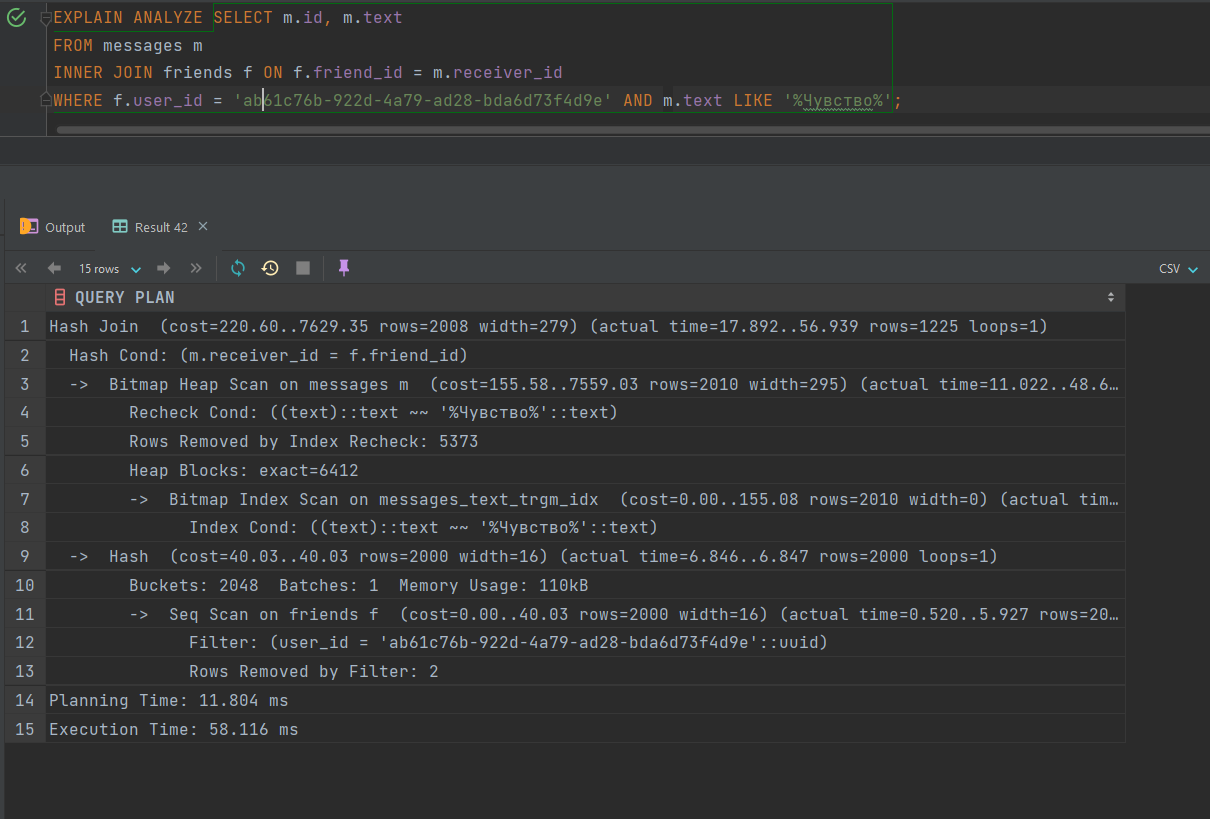 EXPLAIN ANALYZE SELECT m.id, m.text
FROM messages m
INNER JOIN friends f ON f.friend_id = m.receiver_id
WHERE f.user_id = 'ab61c76b-922d-4a79-ad28-bda6d73f4d9e' AND m.text LIKE '%Чувство%';
Output Result 42
15 rows CSV
QUERY PLAN
1 Hash Join (cost=220.60..7629.35 rows=2008 width=279) (actual time=17.892..56.939 rows=1225 loops=1)
2 Hash Cond: (m.receiver_id = f.friend_id)
3 -> Bitmap Heap Scan on messages m (cost=155.58..7559.03 rows=2010 width=295) (actual time=11.022..48.6…
4 Recheck Cond: ((text)::text ~~ '%Чувство%'::text)
5 Rows Removed by Index Recheck: 5373
6 Heap Blocks: exact=6412
7 -> Bitmap Index Scan on messages_text_trgm_idx (cost=0.00..155.08 rows=2010 width=0) (actual tim…
8 Index Cond: ((text)::text ~~ '%Чувство%'::text)
9 -> Hash (cost=40.03..40.03 rows=2000 width=16) (actual time=6.846..6.847 rows=2000 loops=1)
10 Buckets: 2048 Batches: 1 Memory Usage: 110kB
11 -> Seq Scan on friends f (cost=0.00..40.03 rows=2000 width=16) (actual time=0.520..5.927 rows=20…
12 Filter: (user_id = 'ab61c76b-922d-4a79-ad28-bda6d73f4d9e'::uuid)
13 Rows Removed by Filter: 2
14 Planning Time: 11.804 ms
15 Execution Time: 58.116 ms